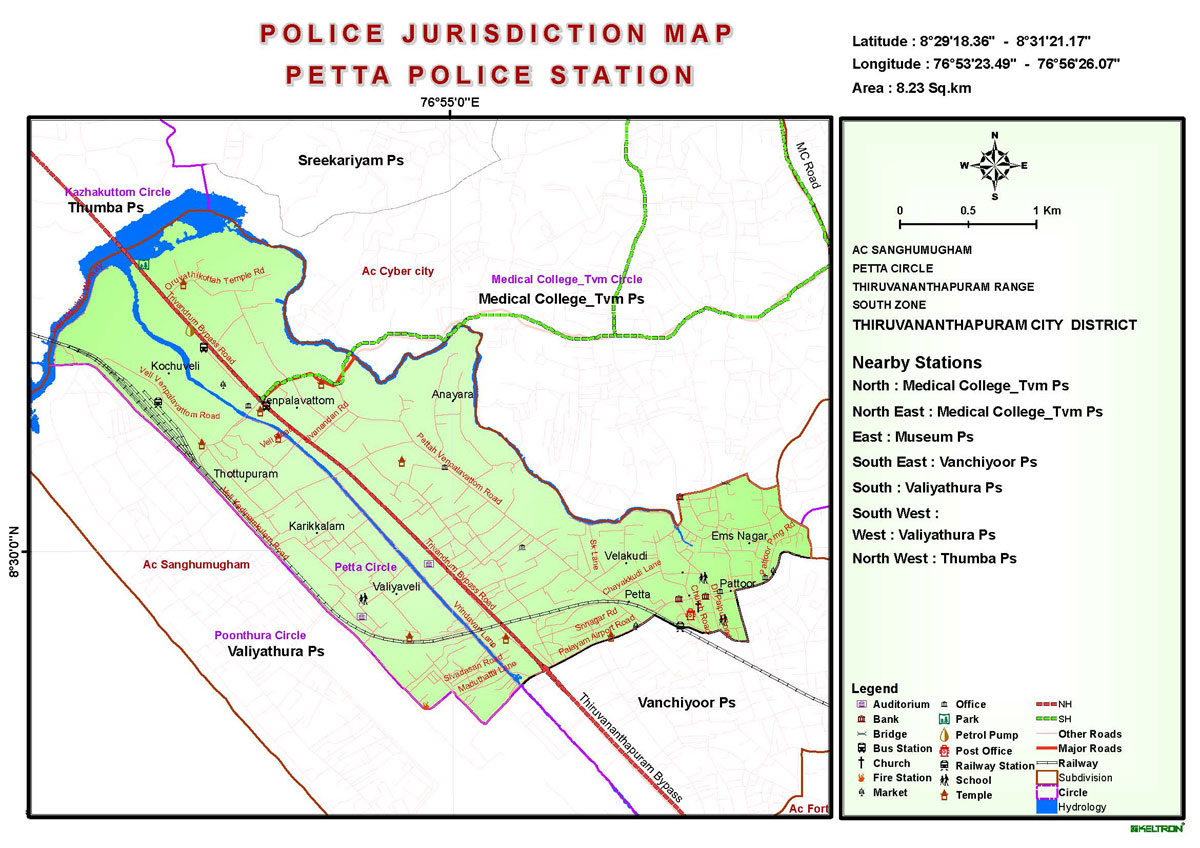 POLICE JURISDICTION MAP
PETTA POLICE STATION
Latitude : 8°29'18.36" - 8°31'21.17"
Longitude : 76°53'23.49" - 76°56'26.07"
Area : 8.23 Sq.km
76°55'0"E
8°30'0"N
Sreekariyam Ps
MC Road
Kazhakuttom Circle
Thumba Ps
Ac Cyber city
Medical College_Tvm Circle
Medical College_Tvm Ps
Oruvathilkottah Temple Rd
Trivandrum Bypass Road
Kochuveli
Veli Venpalavattom Road
Venpalavattom
Anayara
Pettah Venpalavattom Road
Thottupuram
Karikkalam
Ems Nagar
Sk Lane
Velakudi
Chayakkudi Lane
Pattoor
Petta
Ac Sanghumugham
Petta Circle
Trivandrum Bypass Road
Valiyaveli
Vrindavan Lane
Srinagar Rd
Palayam Airport Road
Church Road
Poonthura Circle
Valiyathura Ps
Sivadasan Road
Maduthattil Lane
Vanchiyoor Ps
Thiruvananthapuram Bypass
Ac Fort
N
W E
S
0 0.5 1 Km
AC SANGHUMUGHAM
PETTA CIRCLE
THIRUVANANTHAPURAM RANGE
SOUTH ZONE
THIRUVANANTHAPURAM CITY DISTRICT
Nearby Stations
North : Medical College_Tvm Ps
North East : Medical College_Tvm Ps
East : Museum Ps
South East : Vanchiyoor Ps
South : Valiyathura Ps
South West :
West : Valiyathura Ps
North West : Thumba Ps
Legend
Auditorium
Bank
Bridge
Bus Station
Church
Fire Station
Market
Office
Park
Petrol Pump
Post Office
Railway Station
School
Temple
NH
SH
Other Roads
Major Roads
Railway
Subdivision
Circle
Hydrology
KELTRON